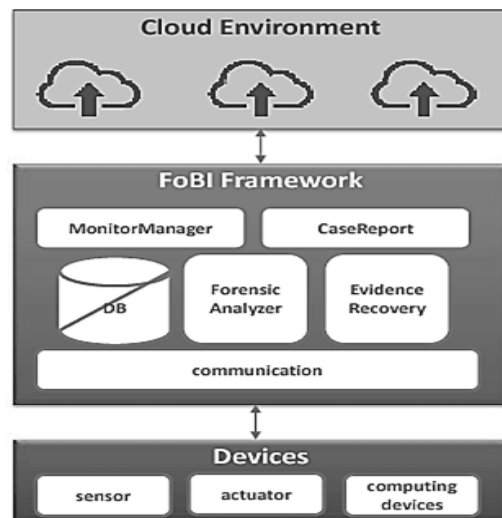 Cloud Environment
FoBI Framework
MonitorManager
CaseReport
DB
Forensic
Analyzer
Evidence
Recovery
communication
Devices
sensor
actuator
computing
devices